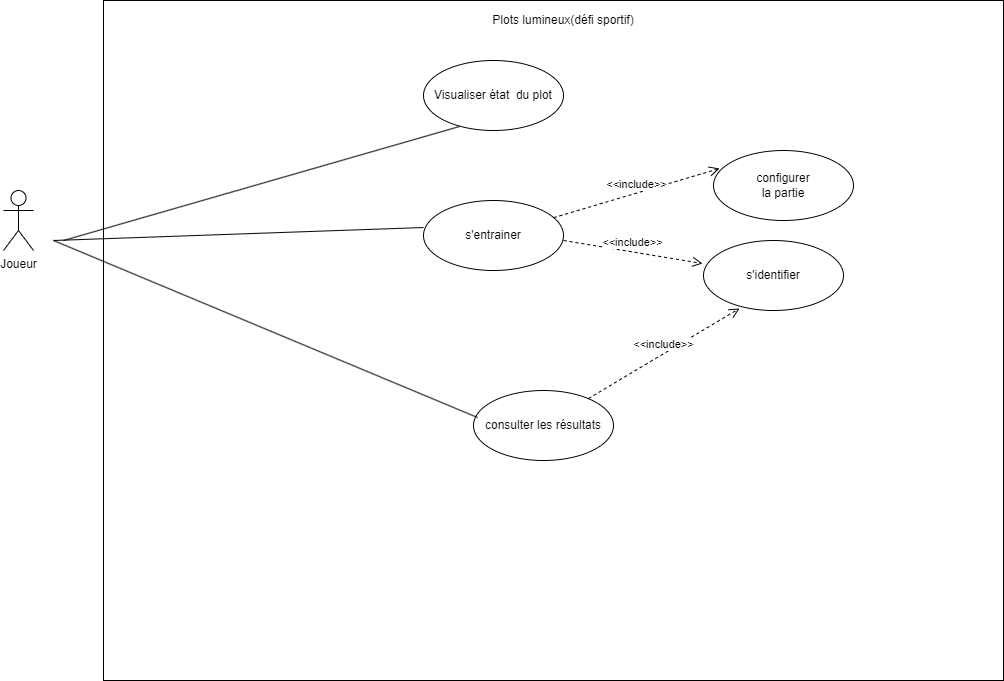 Plots lumineux(défi sportif)
Visualiser état  du plot
<<include>>
configurer
la partie
s'entrainer
<<include>>
Joueur
s'identifier
<<include>>
consulter les résultats